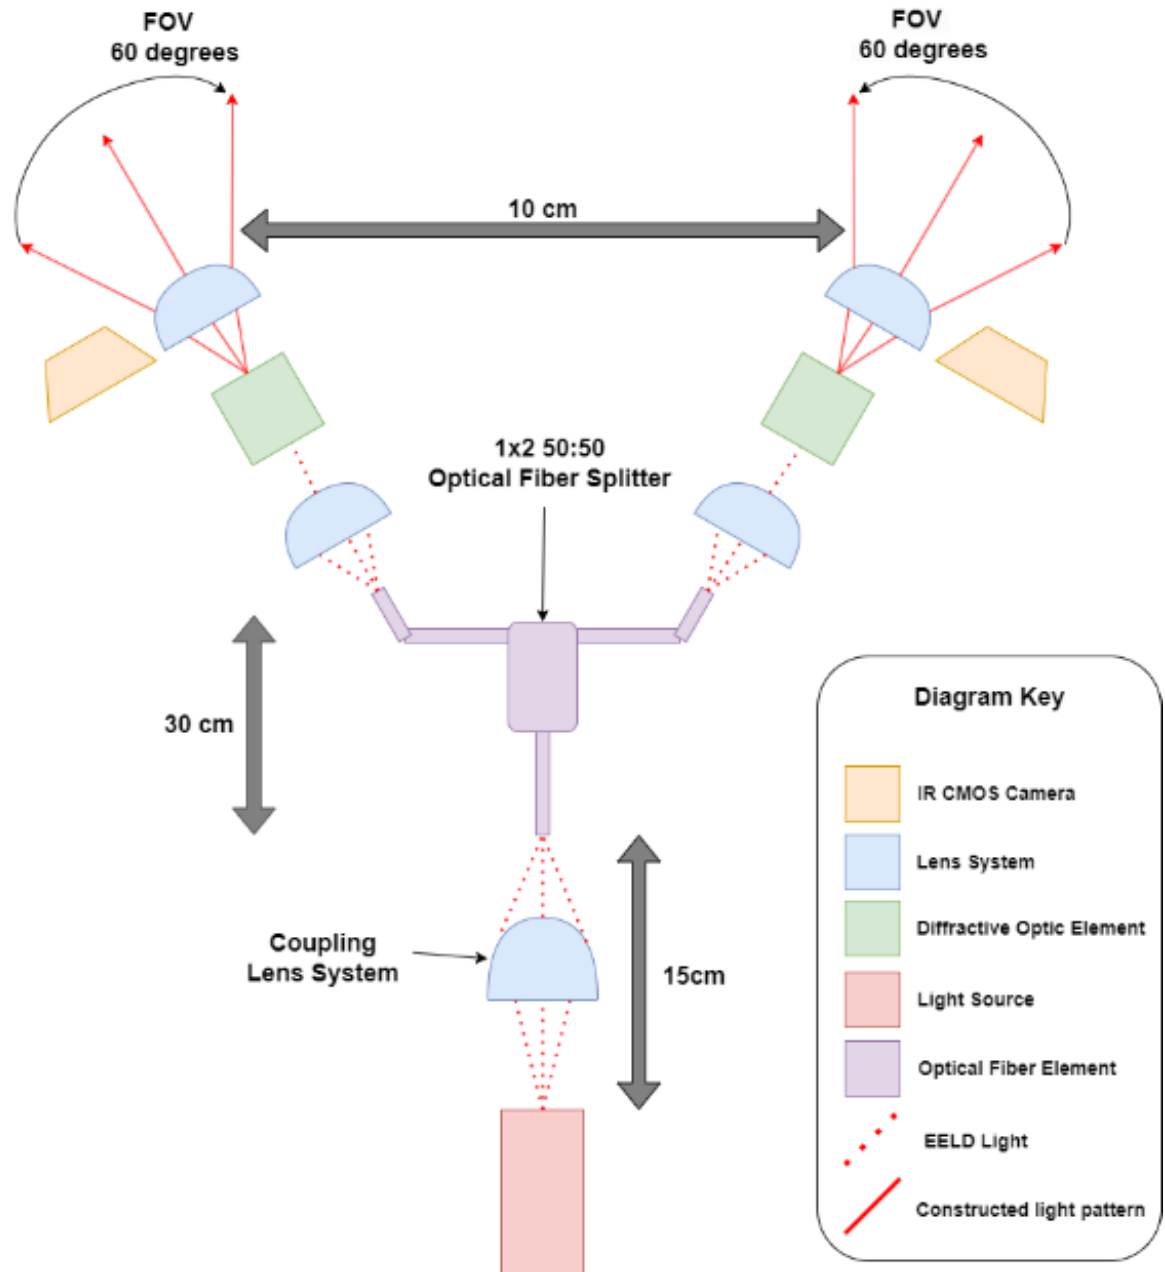 FOV
60 degrees
FOV
60 degrees
10 cm
1x2 50:50
Optical Fiber Splitter
30 cm
Coupling
Lens System
15cm
Diagram Key
IR CMOS Camera
Lens System
Diffractive Optic Element
Light Source
Optical Fiber Element
EELD Light
Constructed light pattern